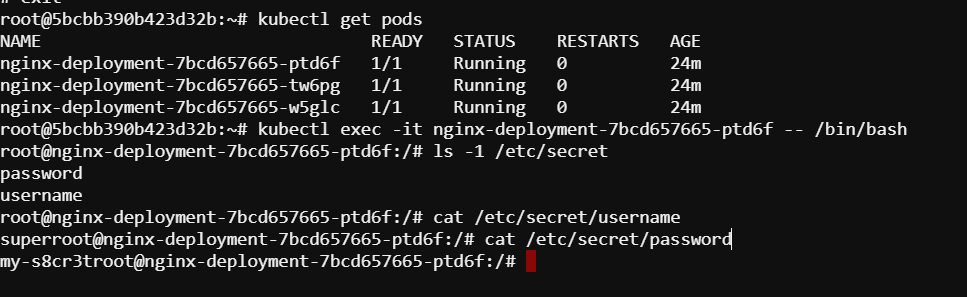 # exit
root@5bcbb390b423d32b:~# kubectl get pods
NAME READY STATUS RESTARTS AGE
nginx-deployment-7bcd657665-ptd6f 1/1 Running 0 24m
nginx-deployment-7bcd657665-tw6pg 1/1 Running 0 24m
nginx-deployment-7bcd657665-w5glc 1/1 Running 0 24m
root@5bcbb390b423d32b:~# kubectl exec -it nginx-deployment-7bcd657665-ptd6f -- /bin/bash
root@nginx-deployment-7bcd657665-ptd6f:/# ls -1 /etc/secret
password
username
root@nginx-deployment-7bcd657665-ptd6f:/# cat /etc/secret/username
superroot@nginx-deployment-7bcd657665-ptd6f:/# cat /etc/secret/password
my-s8cr3troot@nginx-deployment-7bcd657665-ptd6f:/#